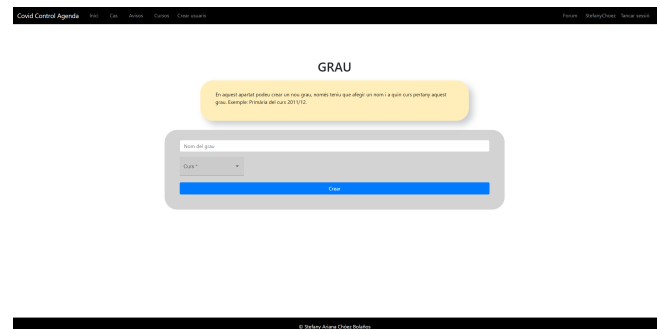 Covid Control Agenda Inici Cas Avisos Cursos Crear usuaris Forum StefanyChoez Tancar sessió
GRAU
En aquest apartat podeu crear un nou grau, només teniu que afegir un nom i a quin curs pertany aquest
grau. Exemple: Primària del curs 2011/12.
Nom del grau
Curs *
Crear
© Stefany Ariana Chóez Bolaños